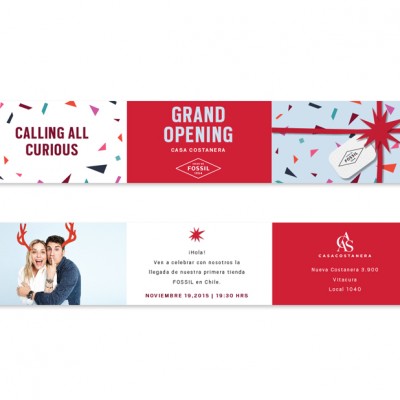 CALLING ALL
CURIOUS
GRAND
OPENING
CASA COSTANERA
FOSSIL
FOSSIL
¡Hola!
Ven a celebrar con nosotros la
llegada de nuestra primera tienda
FOSSIL en Chile.
NOVIEMBRE 19,2015 | 19:30 HRS
CASACOSTANERA
Nueva Costanera 3.900
Vitacura
Local 1040